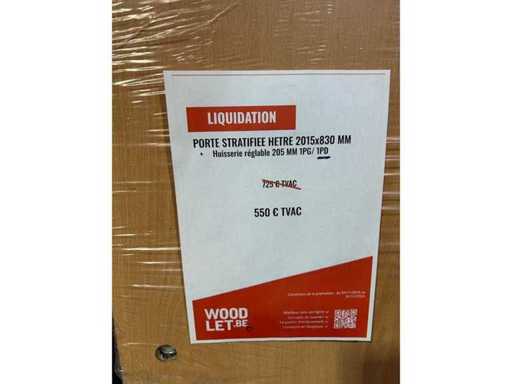 LIQUIDATION
PORTE STRATIFIEE HETRE 2015x830 MM
• Huisserie réglable 205 MM 1PG/ 1PD
725 € TVAC
550 € TVAC
WOOD
LET.BE